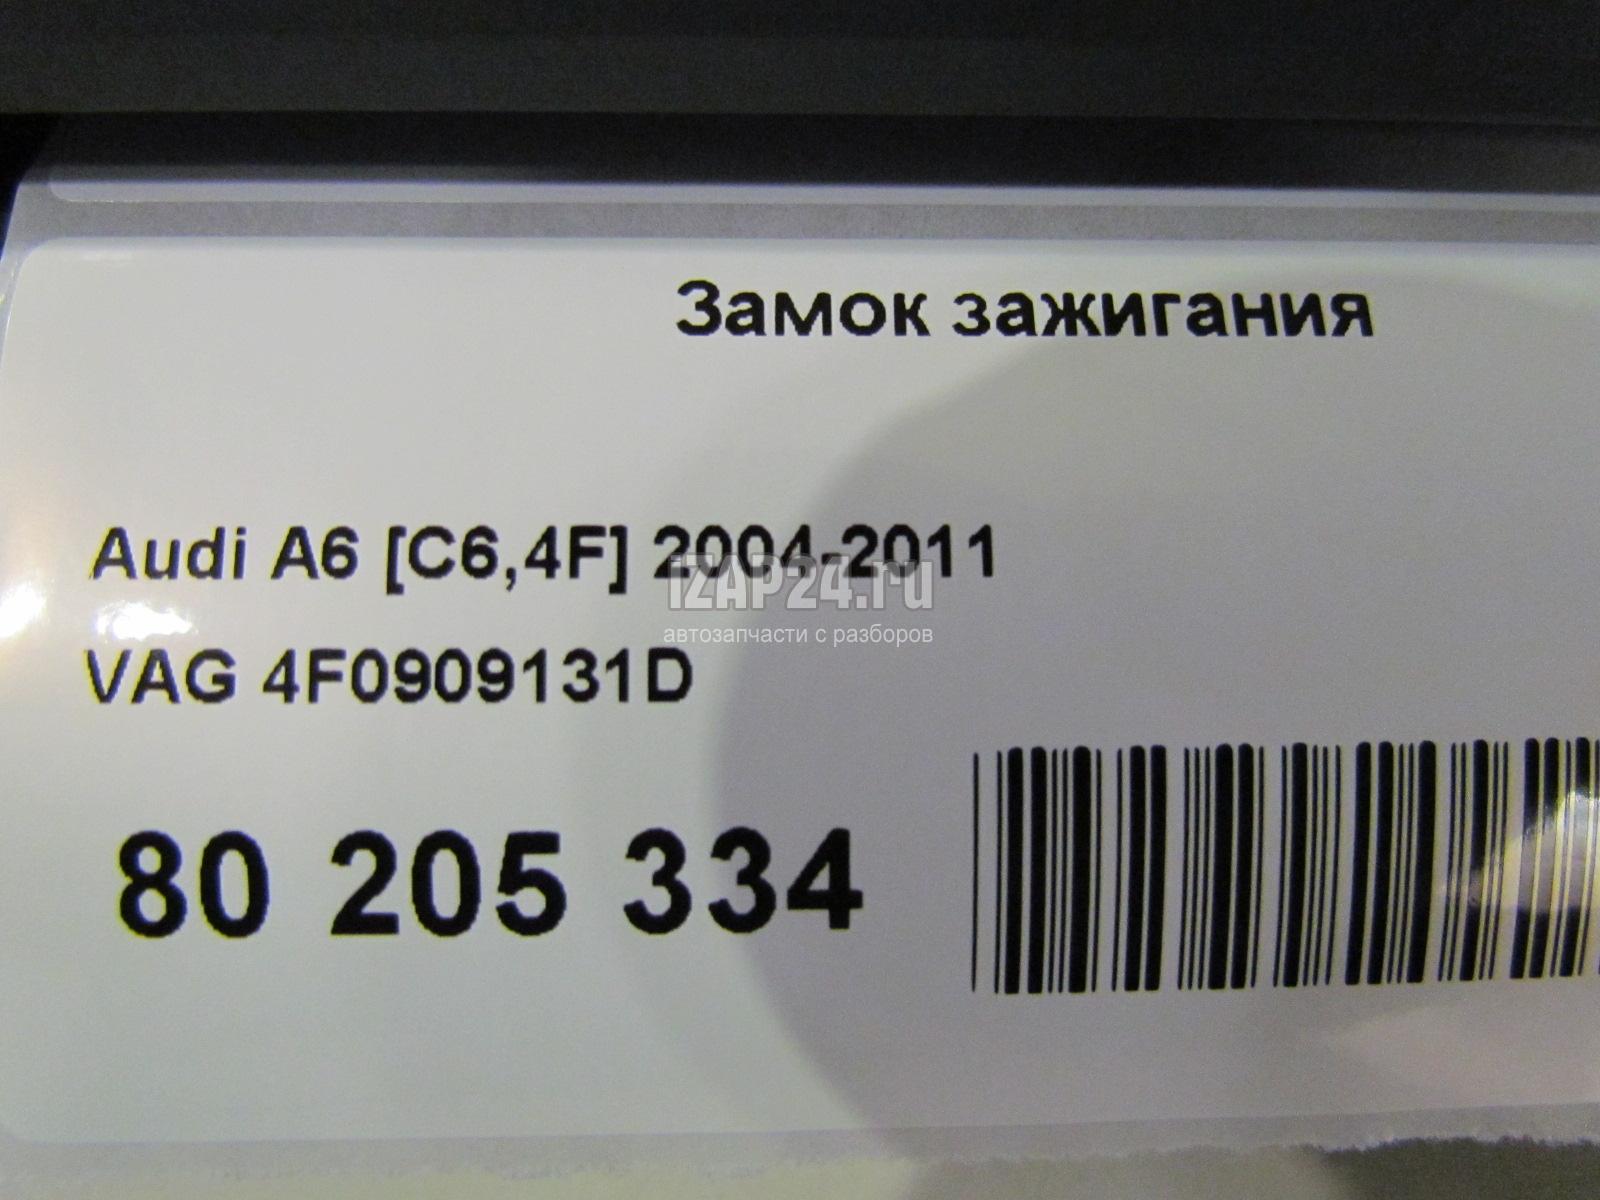 Замок зажигания
Audi A6 [C6,4F] 2004-2011
iZAP24.ru
автозапчасти с разборов
VAG 4F0909131D
80 205 334